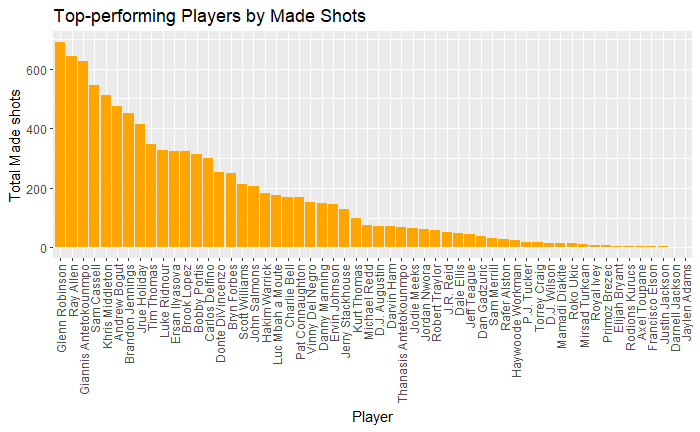 Top-performing Players by Made Shots
Total Made shots
600
400
200
0
Glenn Robinson
Ray Allen
Giannis Antetokounmpo
Sam Cassell
Khris Middleton
Andrew Bogut
Brandon Jennings
Jrue Holiday
Tim Thomas
Luke Ridnour
Ersan Ilyasova
Brook Lopez
Bobby Portis
Carlos Delfino
Donte DiVincenzo
Bryn Forbes
Scott Williams
John Salmons
Hakim Warrick
Luc Mbah a Moute
Charlie Bell
Pat Connaughton
Vinny Del Negro
Danny Manning
Ervin Johnson
Jerry Stackhouse
Kurt Thomas
Michael Redd
D.J. Augustin
Darvin Ham
Thanasis Antetokounmpo
Jodie Meeks
Jordan Nwora
Robert Traylor
J.R. Reid
Dale Ellis
Jeff Teague
Dan Gadzuric
Sam Merrill
Rafer Alston
Haywoode Workman
P.J. Tucker
Torrey Craig
D.J. Wilson
Mamadi Diakite
Roko Ukic
Mirsad Turkcan
Royal Ivey
Primoz Brezec
Elijah Bryant
Rodions Kurucs
Axel Toupane
Francisco Elson
Justin Jackson
Darnell Jackson
Jaylen Adams
Player